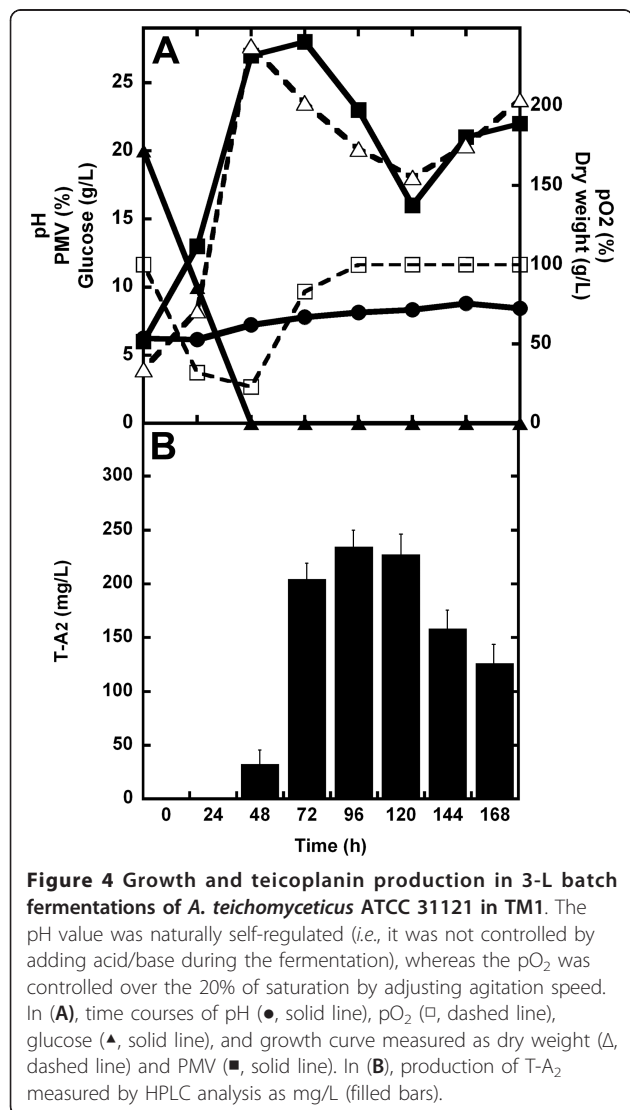 A
25
20
15
10
5
0
pH
PMV (%)
Glucose (g/L)
200
150
100
50
0
pO2 (%)
Dry weight (g/L)
B
300
250
200
150
100
50
0
T-A2 (mg/L)
0 24 48 72 96 120 144 168
Time (h)
Figure 4 Growth and teicoplanin production in 3-L batch
fermentations of A. teichomyceticus ATCC 31121 in TM1. The
pH value was naturally self-regulated (i.e., it was not controlled by
adding acid/base during the fermentation), whereas the pO₂ was
controlled over the 20% of saturation by adjusting agitation speed.
In (A), time courses of pH (●, solid line), pO₂ (□, dashed line),
glucose (▲, solid line), and growth curve measured as dry weight (Δ,
dashed line) and PMV (■, solid line). In (B), production of T-A₂
measured by HPLC analysis as mg/L (filled bars).